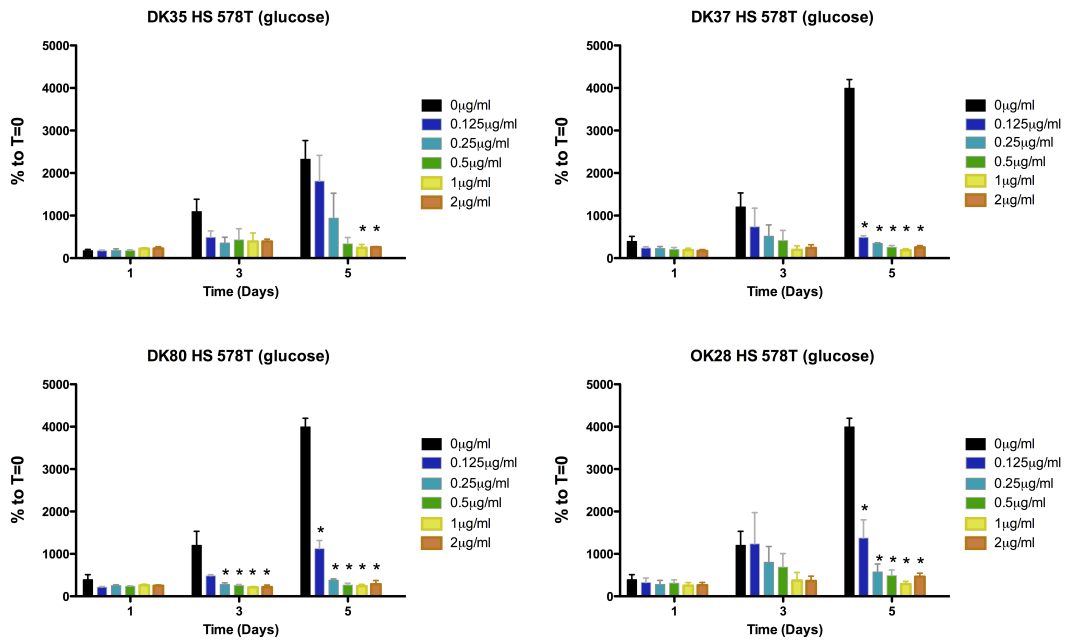 DK35 HS 578T (glucose)
5000
4000
3000
2000
1000
0
% to T=0
* *
1 3 5
Time (Days)
0µg/ml
0.125µg/ml
0.25µg/ml
0.5µg/ml
1µg/ml
2µg/ml
DK37 HS 578T (glucose)
5000
4000
3000
2000
1000
0
% to T=0
* * * * *
1 3 5
Time (Days)
0µg/ml
0.125µg/ml
0.25µg/ml
0.5µg/ml
1µg/ml
2µg/ml
DK80 HS 578T (glucose)
5000
4000
3000
2000
1000
0
% to T=0
* * * *
*
* * * *
1 3 5
Time (Days)
0µg/ml
0.125µg/ml
0.25µg/ml
0.5µg/ml
1µg/ml
2µg/ml
OK28 HS 578T (glucose)
5000
4000
3000
2000
1000
0
% to T=0
*
* * * *
1 3 5
Time (Days)
0µg/ml
0.125µg/ml
0.25µg/ml
0.5µg/ml
1µg/ml
2µg/ml